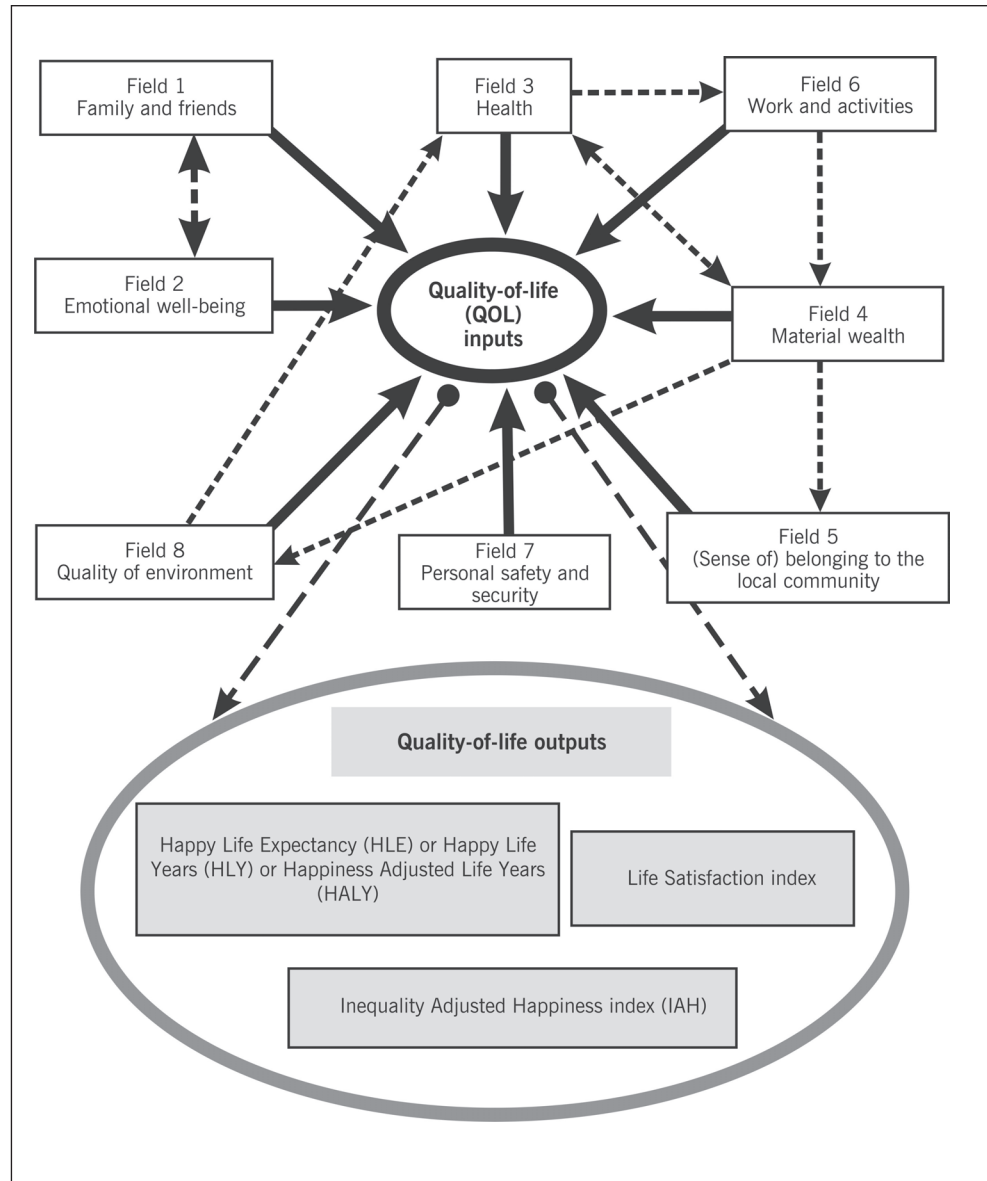 Field 1
Family and friends
Field 3
Health
Field 6
Work and activities
Field 2
Emotional well-being
Quality-of-life
(QOL)
inputs
Field 4
Material wealth
Field 8
Quality of environment
Field 7
Personal safety and
security
Field 5
(Sense of) belonging to the
local community
Quality-of-life outputs
Happy Life Expectancy (HLE) or Happy Life
Years (HLY) or Happiness Adjusted Life Years
(HALY)
Life Satisfaction index
Inequality Adjusted Happiness index (IAH)